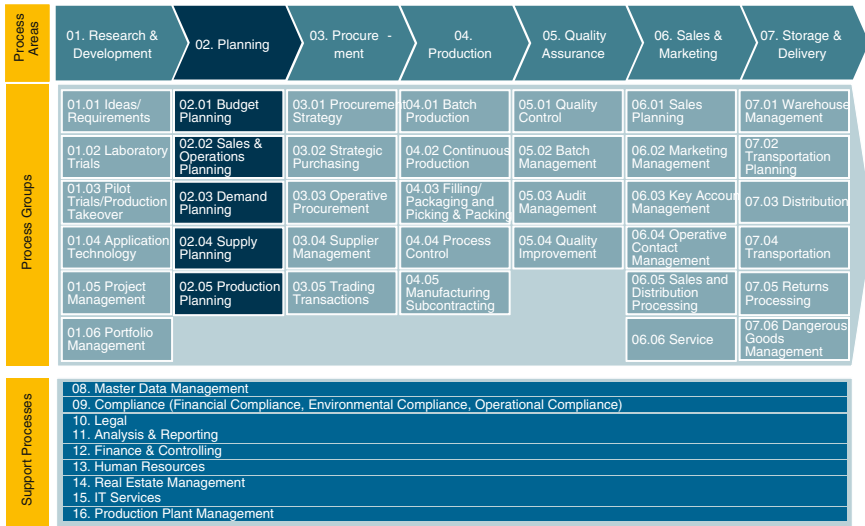 Process
Areas
01. Research &
Development
02. Planning
03. Procure -
ment
04.
Production
05. Quality
Assurance
06. Sales &
Marketing
07. Storage &
Delivery
Process Groups
01.01 Ideas/
Requirements
01.02 Laboratory
Trials
01.03 Pilot
Trials/Production
Takeover
01.04 Application
Technology
01.05 Project
Management
01.06 Portfolio
Management
02.01 Budget
Planning
02.02 Sales &
Operations
Planning
02.03 Demand
Planning
02.04 Supply
Planning
02.05 Production
Planning
03.01 Procurement
Strategy
03.02 Strategic
Purchasing
03.03 Operative
Procurement
03.04 Supplier
Management
03.05 Trading
Transactions
04.01 Batch
Production
04.02 Continuous
Production
04.03 Filling/
Packaging and
Picking & Packing
04.04 Process
Control
04.05
Manufacturing
Subcontracting
05.01 Quality
Control
05.02 Batch
Management
05.03 Audit
Management
05.04 Quality
Improvement
06.01 Sales
Planning
06.02 Marketing
Management
06.03 Key Accoun
Management
06.04 Operative
Contact
Management
06.05 Sales and
Distribution
Processing
06.06 Service
07.01 Warehouse
Management
07.02
Transportation
Planning
07.03 Distribution
07.04
Transportation
07.05 Returns
Processing
07.06 Dangerous
Goods
Management
Support Processes
08. Master Data Management
09. Compliance (Financial Compliance, Environmental Compliance, Operational Compliance)
10. Legal
11. Analysis & Reporting
12. Finance & Controlling
13. Human Resources
14. Real Estate Management
15. IT Services
16. Production Plant Management